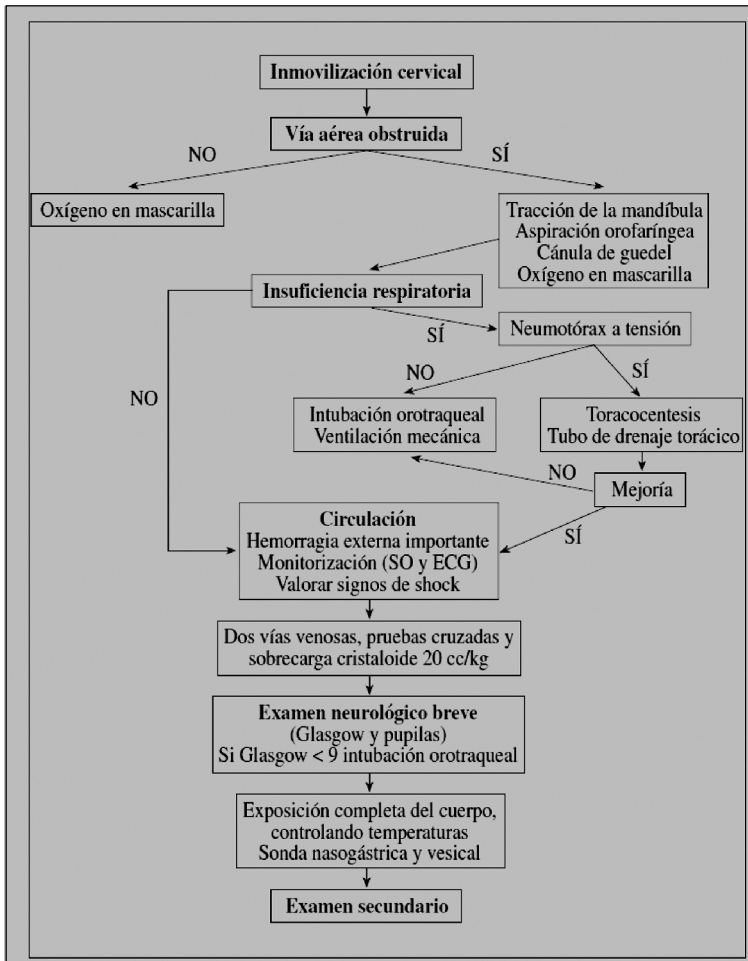 Inmovilización cervical
Vía aérea obstruida
NO
SÍ
Oxígeno en mascarilla
Tracción de la mandíbula
Aspiración orofaríngea
Cánula de guedel
Oxígeno en mascarilla
Insuficiencia respiratoria
SÍ
Neumotórax a tensión
NO
NO
SÍ
Intubación orotraqueal
Ventilación mecánica
Toracocentesis
Tubo de drenaje torácico
NO
Mejoría
SÍ
Circulación
Hemorragia externa importante
Monitorización (SO y ECG)
Valorar signos de shock
Dos vías venosas, pruebas cruzadas y
sobrecarga cristaloide 20 cc/kg
Examen neurológico breve
(Glasgow y pupilas)
Si Glasgow < 9 intubación orotraqueal
Exposición completa del cuerpo,
controlando temperaturas
Sonda nasogástrica y vesical
Examen secundario